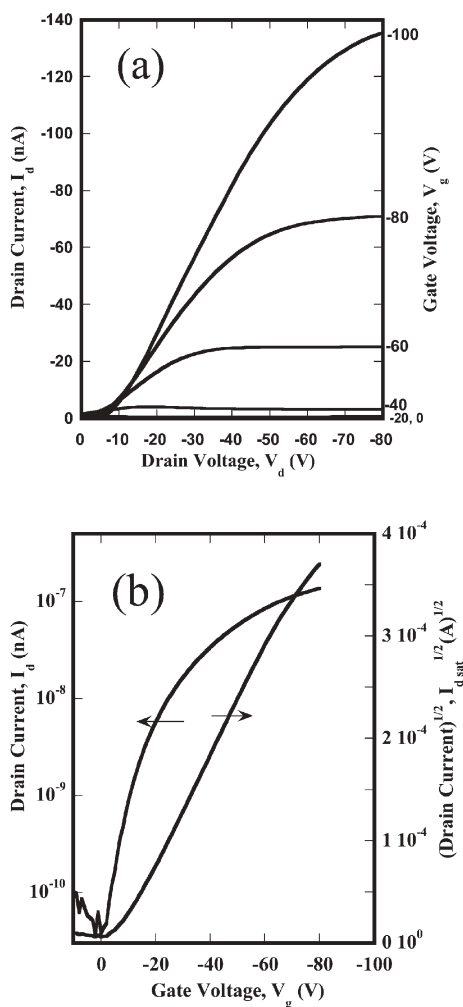 (a)
-140
-120
-100
-80
-60
-40
-20
0
Drain Current, I_d (nA)
0 -10 -20 -30 -40 -50 -60 -70 -80
Drain Voltage, V_d (V)
-100
-80
-60
-40
-20, 0
Gate Voltage, V_g (V)
(b)
10^-7
10^-8
10^-9
10^-10
Drain Current, I_d (nA)
0 -20 -40 -60 -80 -100
Gate Voltage, V_g (V)
4 10^-4
3 10^-4
2 10^-4
1 10^-4
0 10^0
(Drain Current)^1/2, I_d sat^1/2 (A)^1/2